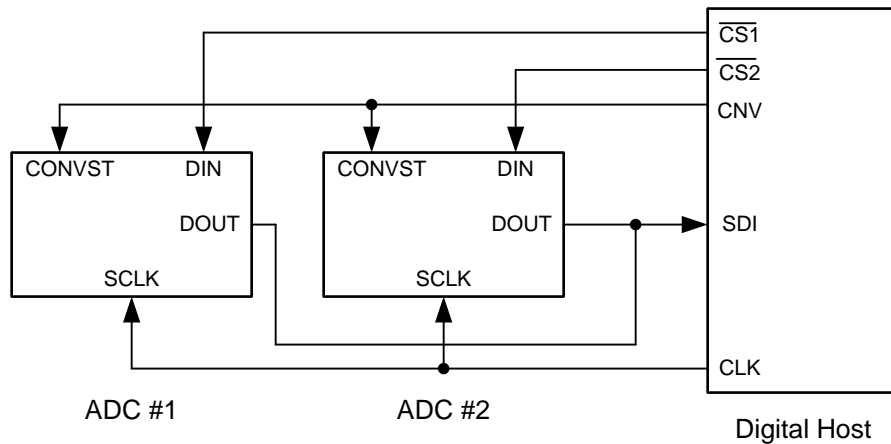 CS1
CS2
CNV
CONVST DIN CONVST DIN
DOUT DOUT SDI
SCLK SCLK
CLK
ADC #1 ADC #2
Digital Host